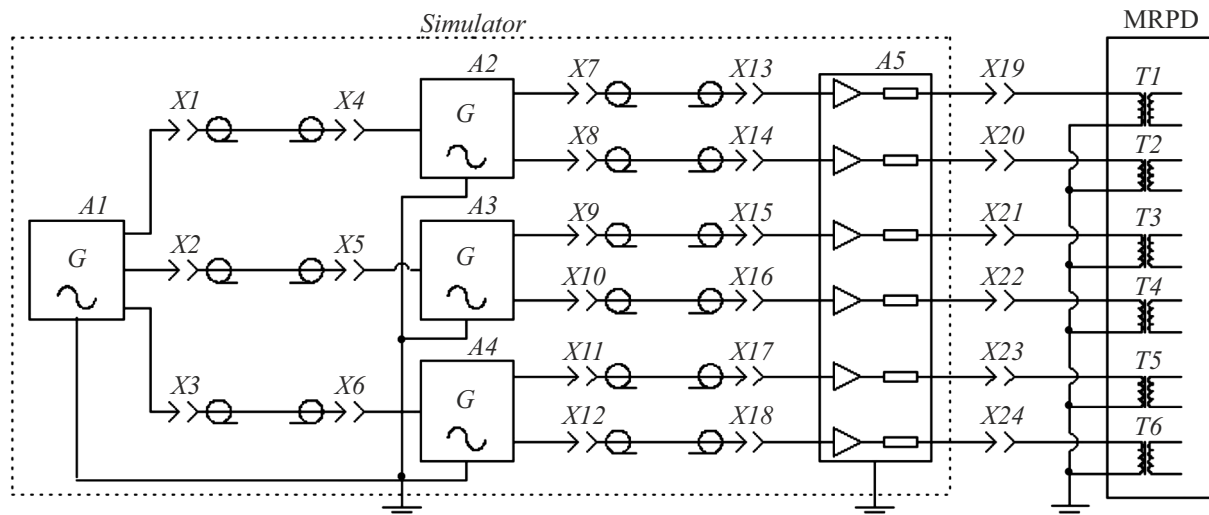 Simulator
MRPD
A1
G
X1
X4
X2
X5
X3
X6
A2
G
A3
G
A4
G
X7
X13
X8
X14
X9
X15
X10
X16
X11
X17
X12
X18
A5
X19
X20
X21
X22
X23
X24
T1
T2
T3
T4
T5
T6